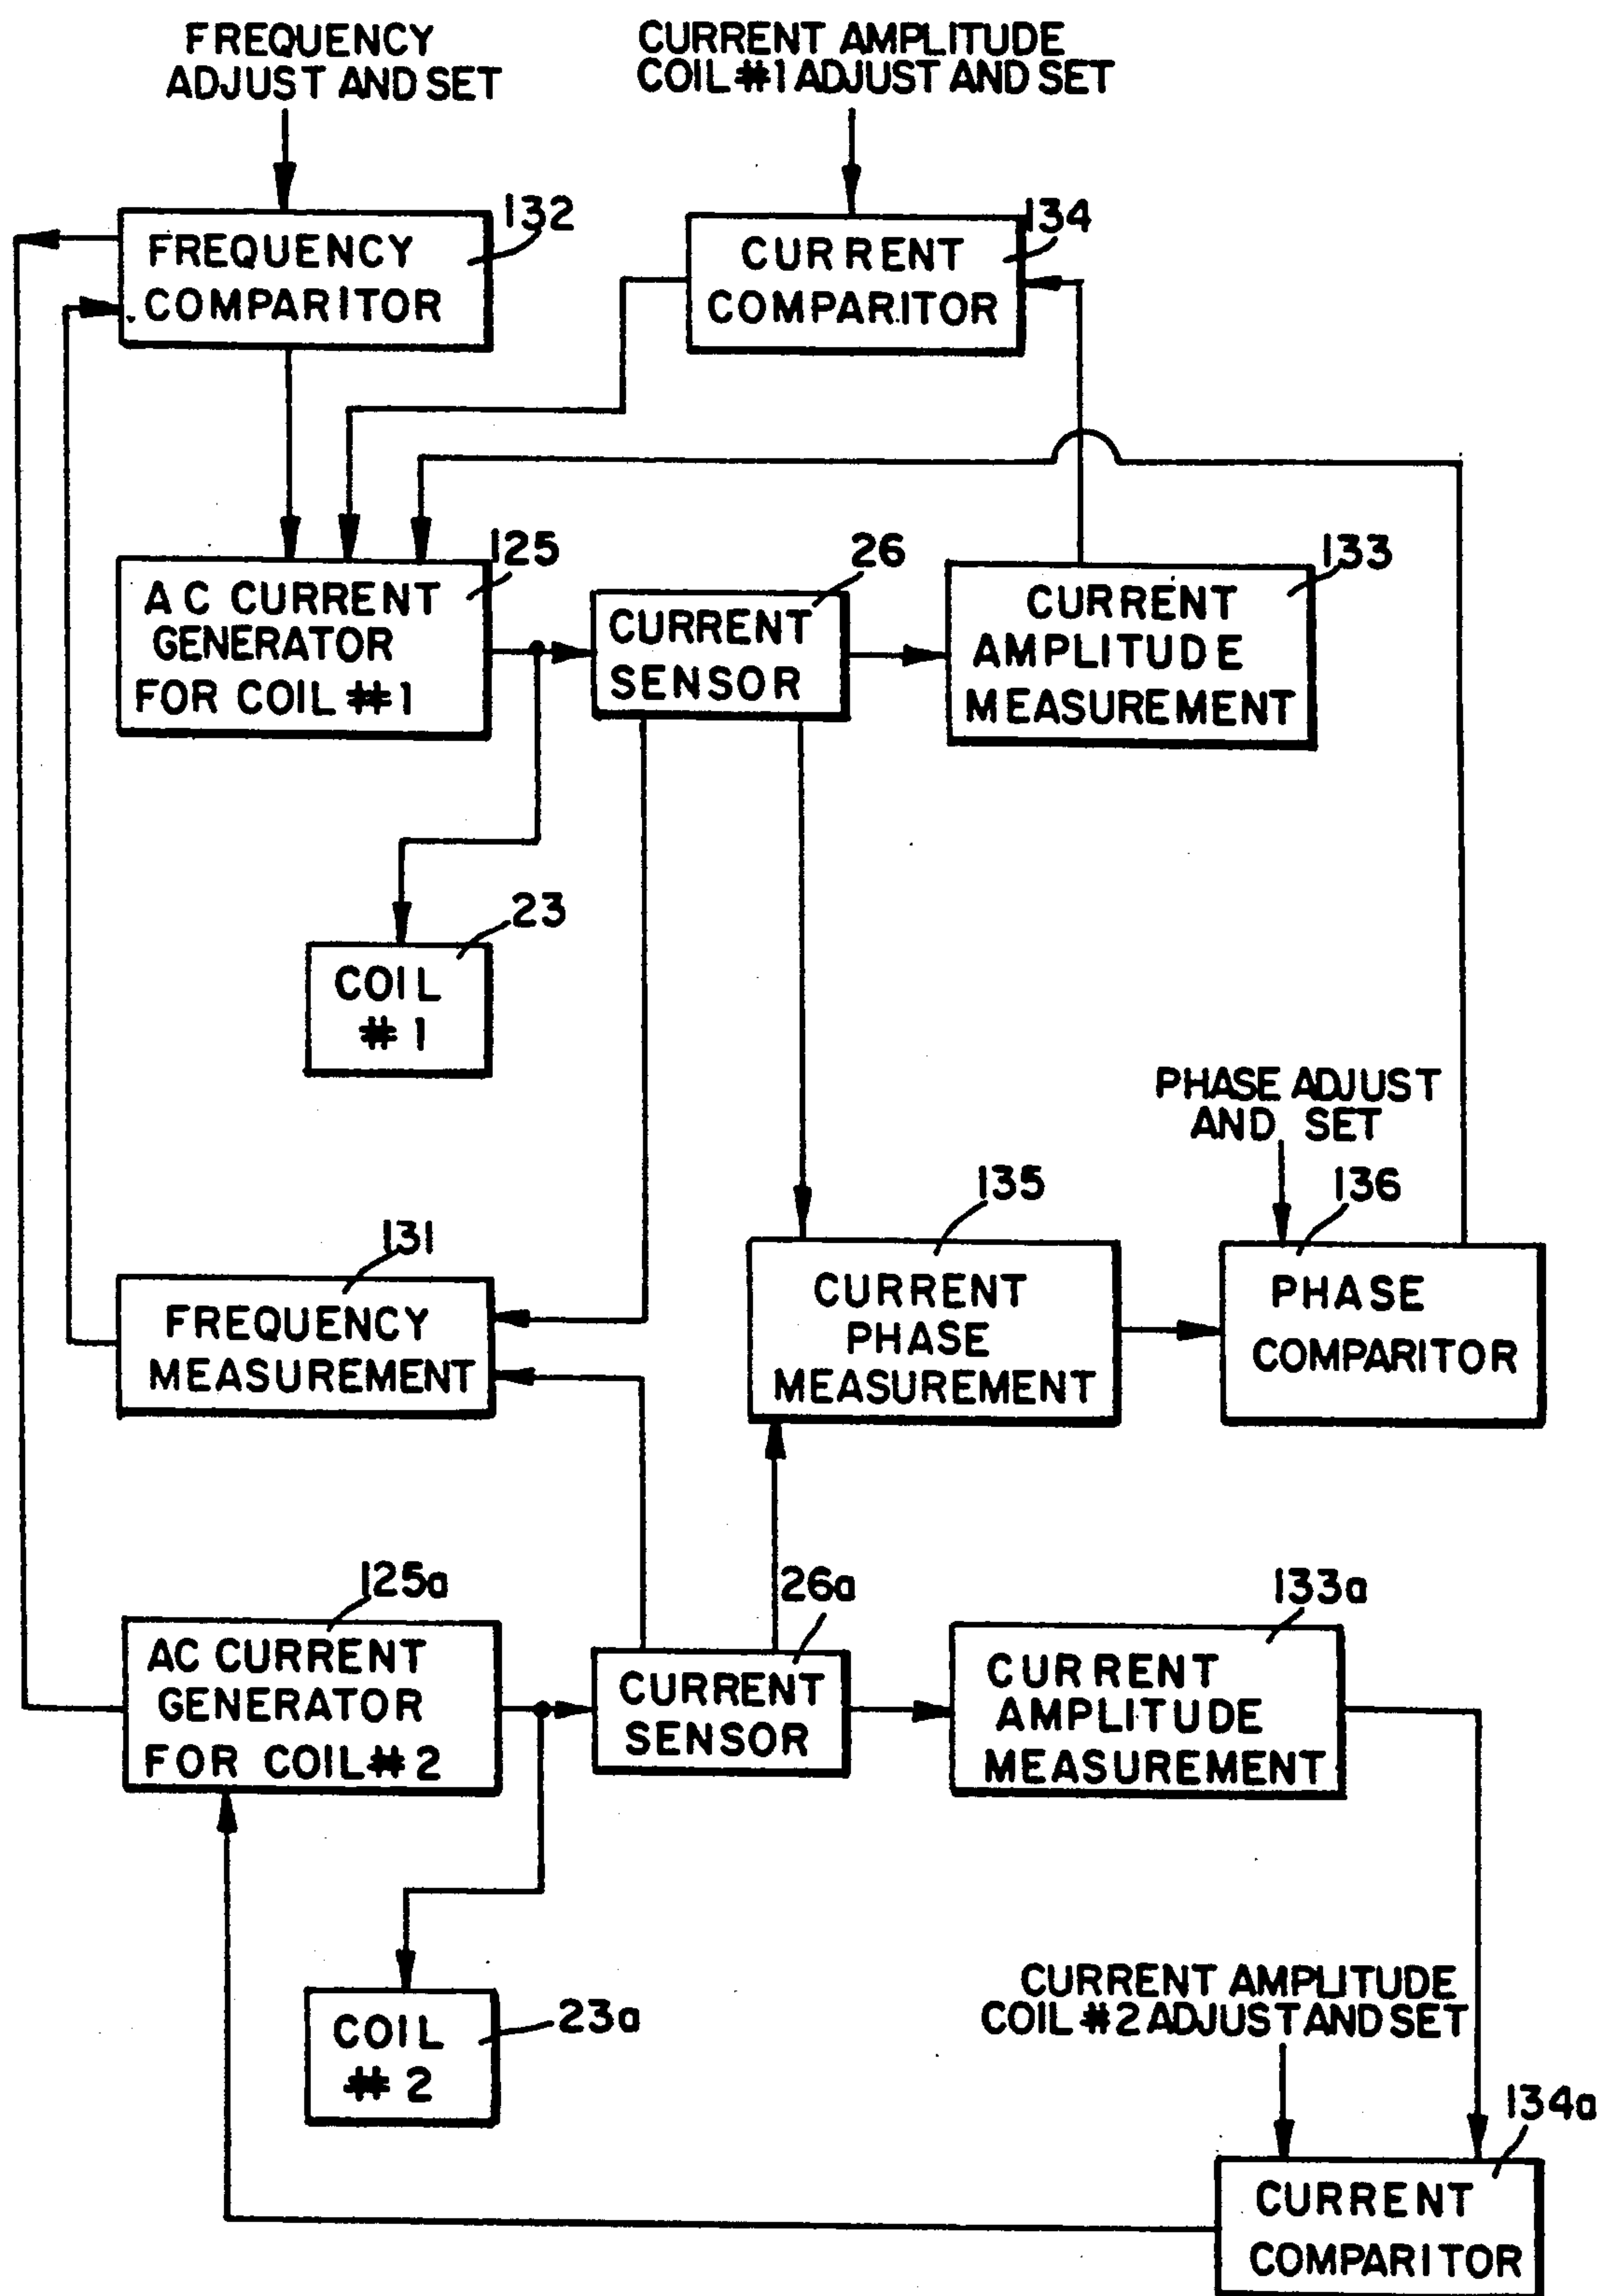 FREQUENCY
ADJUST AND SET
CURRENT AMPLITUDE
COIL #1 ADJUST AND SET
132
FREQUENCY
COMPARITOR
134
CURRENT
COMPARITOR
125
AC CURRENT
GENERATOR
FOR COIL #1
26
CURRENT
SENSOR
133
CURRENT
AMPLITUDE
MEASUREMENT
23
COIL
#1
PHASE ADJUST
AND SET
131
FREQUENCY
MEASUREMENT
135
CURRENT
PHASE
MEASUREMENT
136
PHASE
COMPARITOR
125a
AC CURRENT
GENERATOR
FOR COIL #2
26a
CURRENT
SENSOR
133a
CURRENT
AMPLITUDE
MEASUREMENT
23a
COIL
#2
CURRENT AMPLITUDE
COIL #2 ADJUST AND SET
134a
CURRENT
COMPARITOR